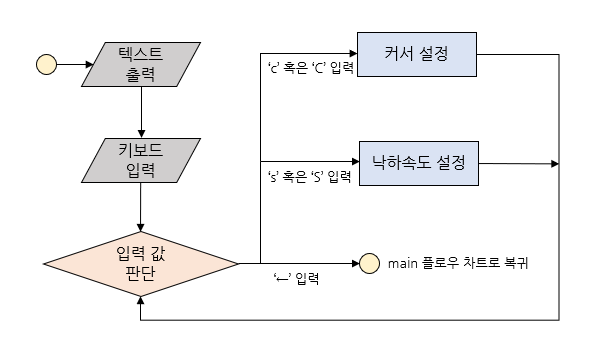 텍스트
출력
커서 설정
‘c’ 혹은 ‘C’ 입력
키보드
입력
낙하속도 설정
‘s’ 혹은 ‘S’ 입력
입력 값
판단
main 플로우 차트로 복귀
‘←’ 입력